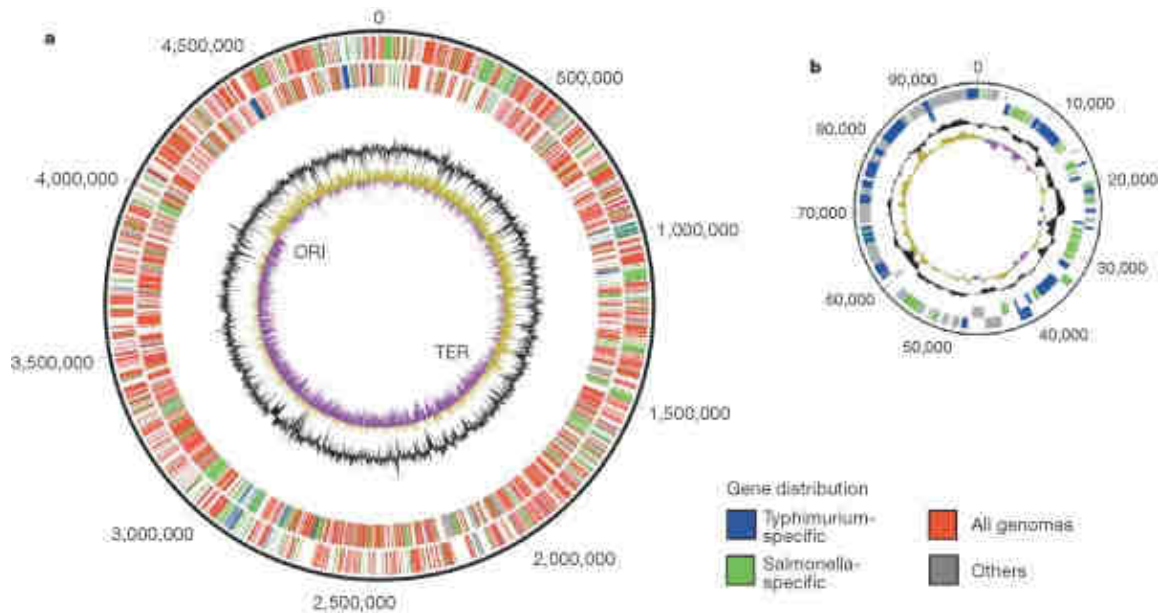 a
0
500,000
1,000,000
1,500,000
2,000,000
2,500,000
3,000,000
3,500,000
4,000,000
4,500,000
ORI
TER
b
0
10,000
20,000
30,000
40,000
50,000
60,000
70,000
80,000
90,000
Gene distribution
Typhimurium-
specific
Salmonella-
specific
All genomes
Others